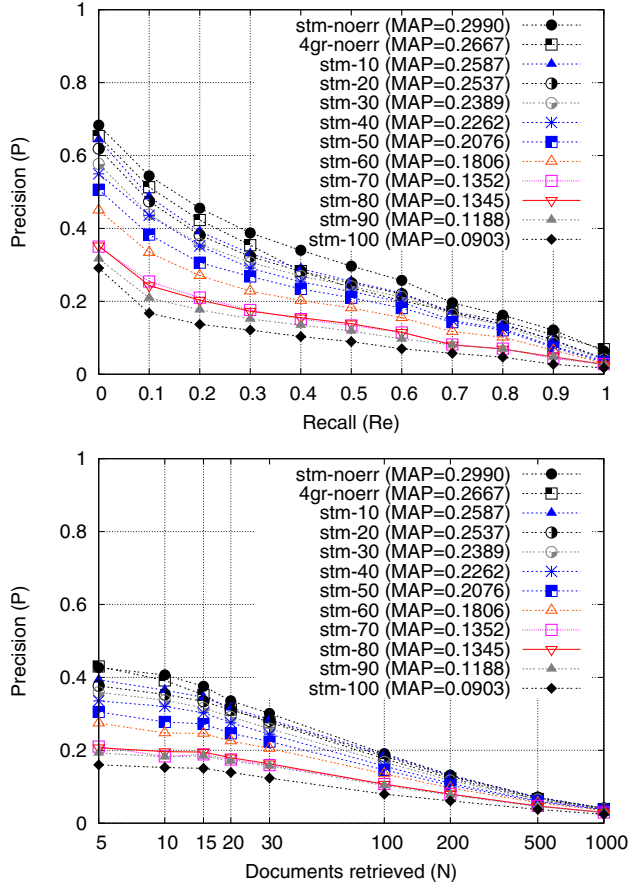 stm-noerr (MAP=0.2990)
4gr-noerr (MAP=0.2667)
stm-10 (MAP=0.2587)
stm-20 (MAP=0.2537)
stm-30 (MAP=0.2389)
stm-40 (MAP=0.2262)
stm-50 (MAP=0.2076)
stm-60 (MAP=0.1806)
stm-70 (MAP=0.1352)
stm-80 (MAP=0.1345)
stm-90 (MAP=0.1188)
stm-100 (MAP=0.0903)
Precision (P)
1
0.8
0.6
0.4
0.2
0
0 0.1 0.2 0.3 0.4 0.5 0.6 0.7 0.8 0.9 1
Recall (Re)
stm-noerr (MAP=0.2990)
4gr-noerr (MAP=0.2667)
stm-10 (MAP=0.2587)
stm-20 (MAP=0.2537)
stm-30 (MAP=0.2389)
stm-40 (MAP=0.2262)
stm-50 (MAP=0.2076)
stm-60 (MAP=0.1806)
stm-70 (MAP=0.1352)
stm-80 (MAP=0.1345)
stm-90 (MAP=0.1188)
stm-100 (MAP=0.0903)
Precision (P)
1
0.8
0.6
0.4
0.2
0
5 10 15 20 30 100 200 500 1000
Documents retrieved (N)